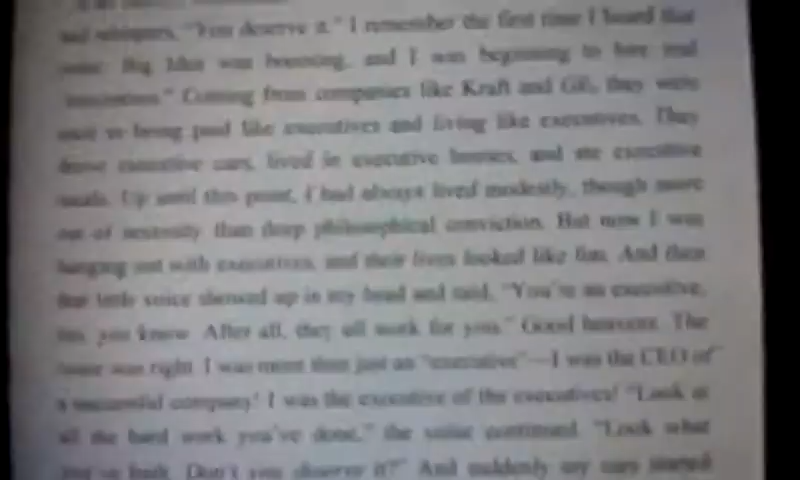 and whispers, "You deserve it." I remember the first time I heard that
voice. Big Idea was booming, and I was beginning to hire real
"executives." Coming from companies like Kraft and GE, they were
used to being paid like executives and living like executives. They
drove executive cars, lived in executive homes, and ate executive
meals. Up until this point, I had always lived modestly, though more
out of necessity than deep philosophical conviction. But now I was
hanging out with executives, and their lives looked like fun. And then
that little voice showed up in my head and said, "You're an executive,
too, you know. After all, they all work for you." Good heavens. The
voice was right. I was more than just an "executive"—I was the CEO of
a successful company! I was the executive of the executives! "Look at
all the hard work you've done," the voice continued. "Look what
you've built. Don't you deserve it?" And suddenly my ears